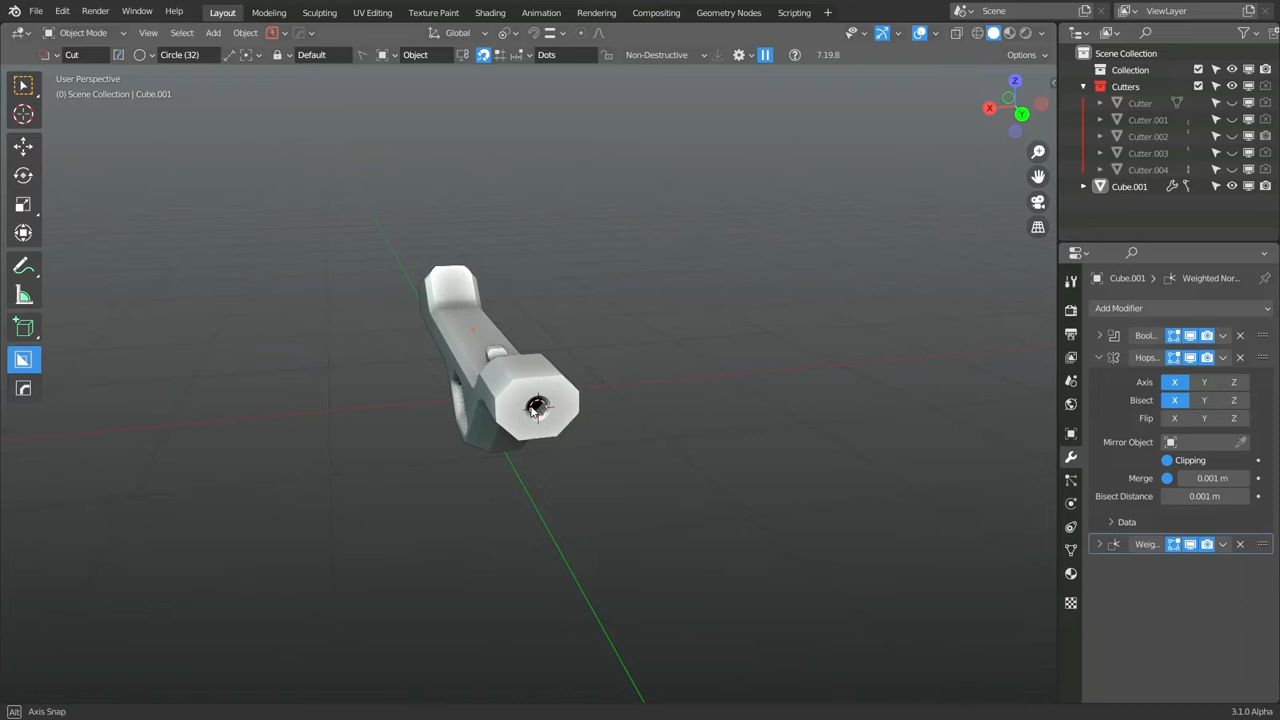 File Edit Render Window Help Layout Modeling Sculpting UV Editing Texture Paint Shading Animation Rendering Compositing Geometry Nodes Scripting + Scene ViewLayer
Object Mode View Select Add Object Global
Cut Circle (32) Default Object Dots Non-Destructive 7.19.8 Options
User Perspective
(0) Scene Collection | Cube.001
Z
X
Y
Scene Collection
Collection
Cutters
Cutter
Cutter.001
Cutter.002
Cutter.003
Cutter.004
Cube.001
Cube.001 Weighted Nor...
Add Modifier
Bool...
Hops...
Axis X Y Z
Bisect X Y Z
Flip X Y Z
Mirror Object
Clipping
Merge 0.001 m
Bisect Distance 0.001 m
Data
Weig...
Alt Axis Snap 3.1.0 Alpha